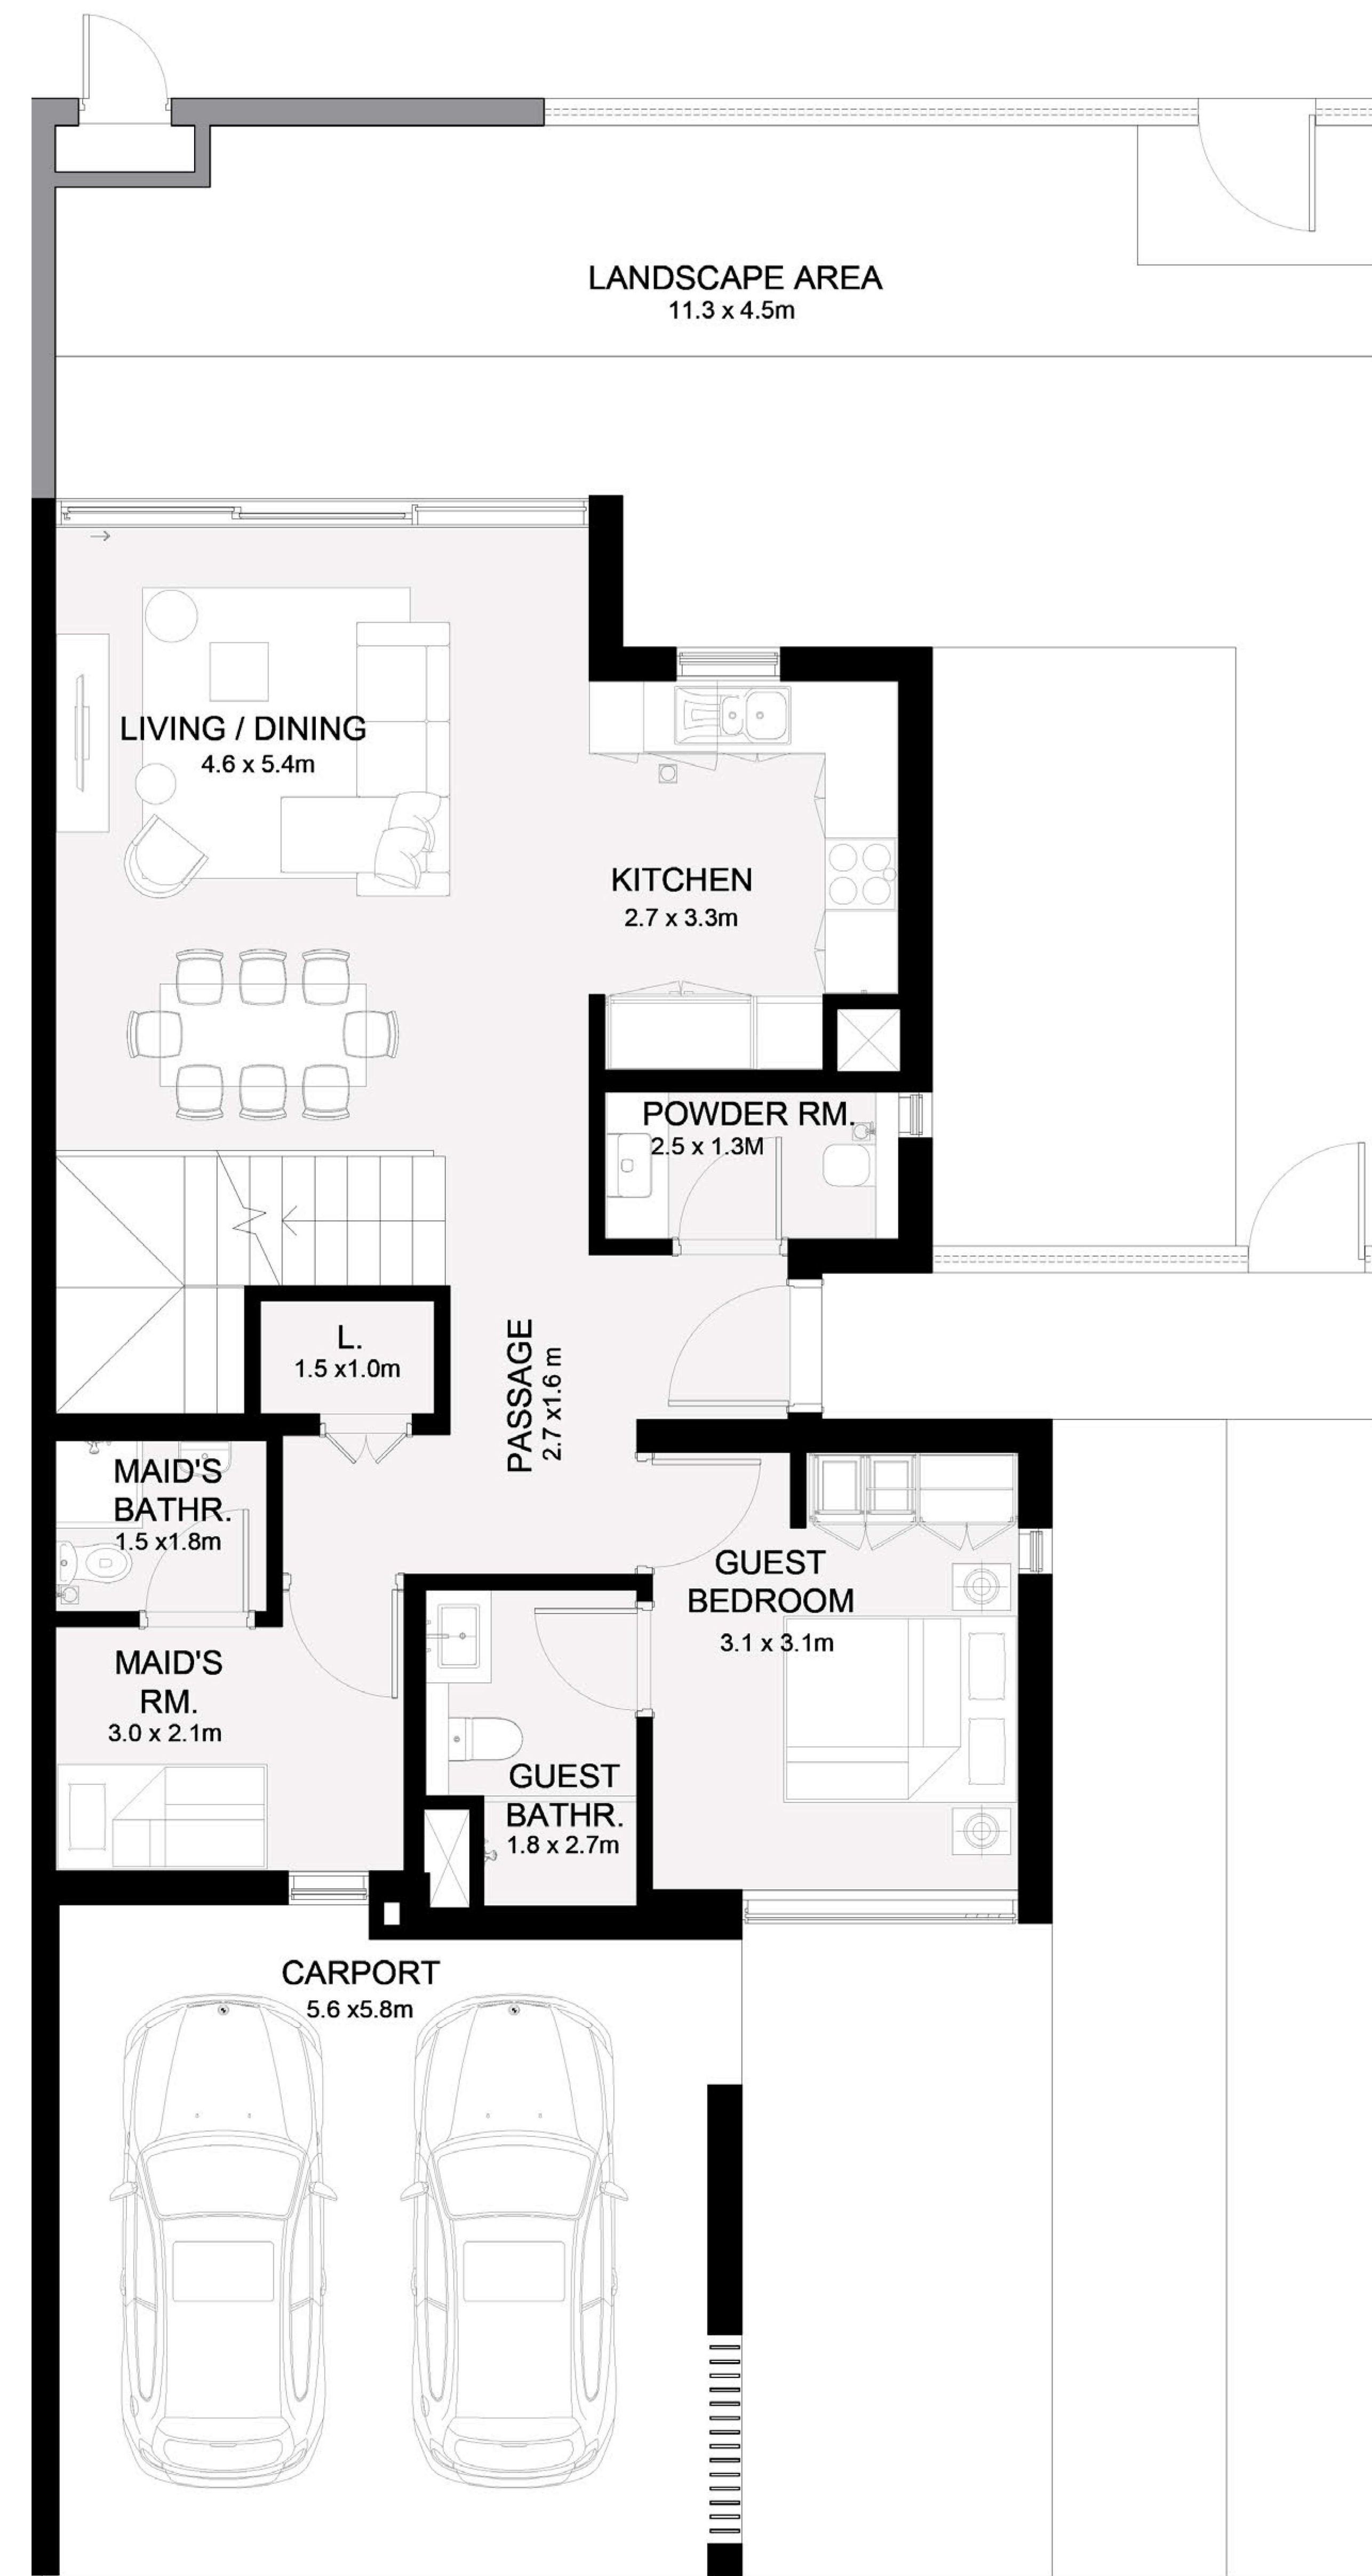 LANDSCAPE AREA
11.3 x 4.5m
LIVING / DINING
4.6 x 5.4m
KITCHEN
2.7 x 3.3m
POWDER RM.
2.5 x 1.3M
L.
1.5 x1.0m
PASSAGE
2.7 x1.6 m
MAID'S
BATHR.
1.5 x1.8m
GUEST
BEDROOM
3.1 x 3.1m
MAID'S
RM.
3.0 x 2.1m
GUEST
BATHR.
1.8 x 2.7m
CARPORT
5.6 x5.8m